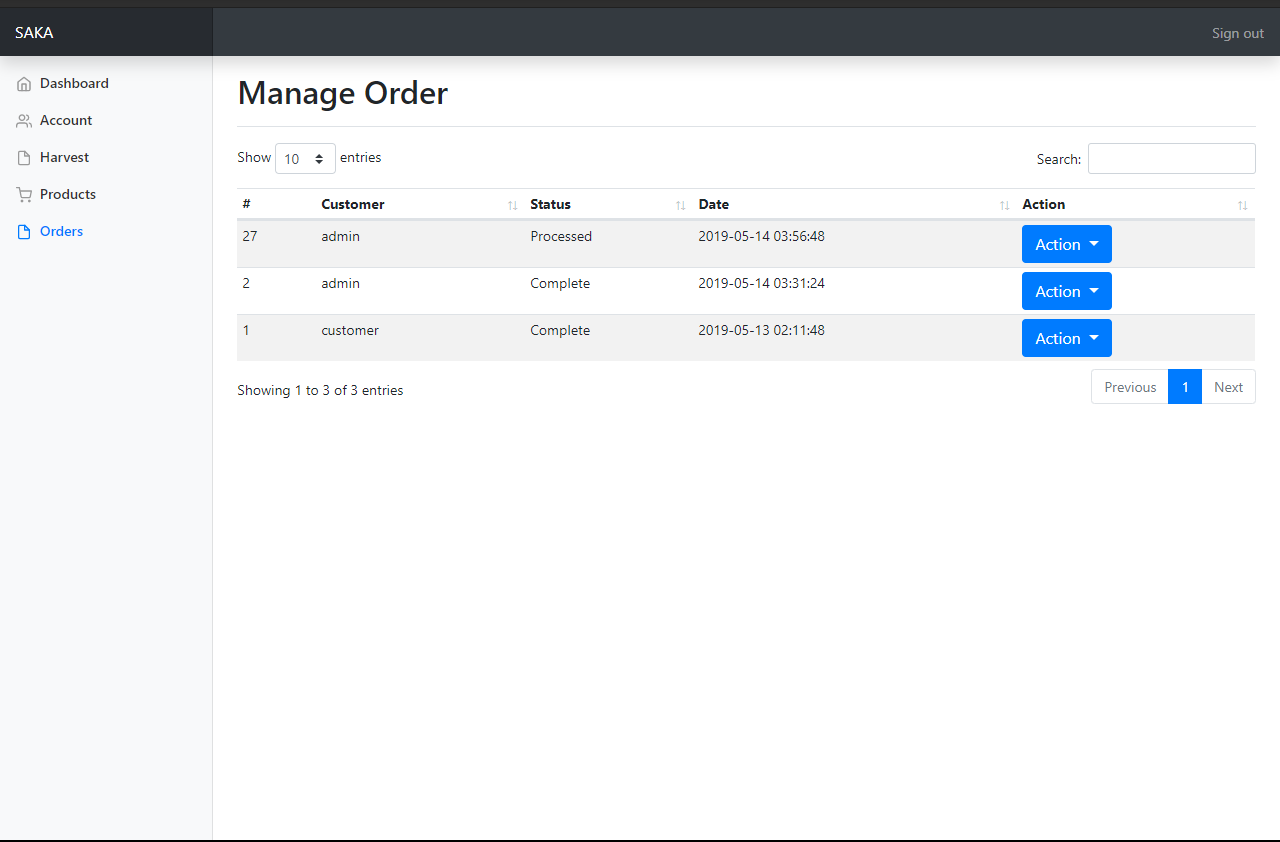 SAKA
Sign out
Dashboard
Account
Harvest
Products
Orders
Manage Order
Show 10 entries
Search:
# Customer Status Date Action
27 admin Processed 2019-05-14 03:56:48 Action
2 admin Complete 2019-05-14 03:31:24 Action
1 customer Complete 2019-05-13 02:11:48 Action
Showing 1 to 3 of 3 entries
Previous 1 Next